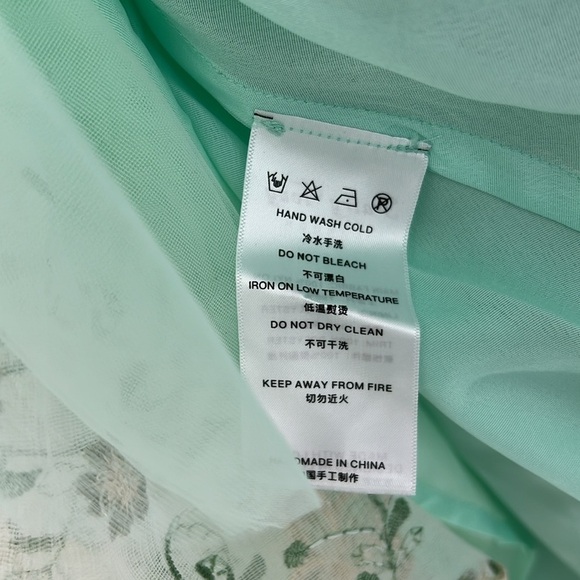 HAND WASH COLD
冷水手洗
DO NOT BLEACH
不可漂白
IRON ON LOW TEMPERATURE
低温熨烫
DO NOT DRY CLEAN
不可干洗
KEEP AWAY FROM FIRE
切勿近火
MADE IN CHINA
国手工制作